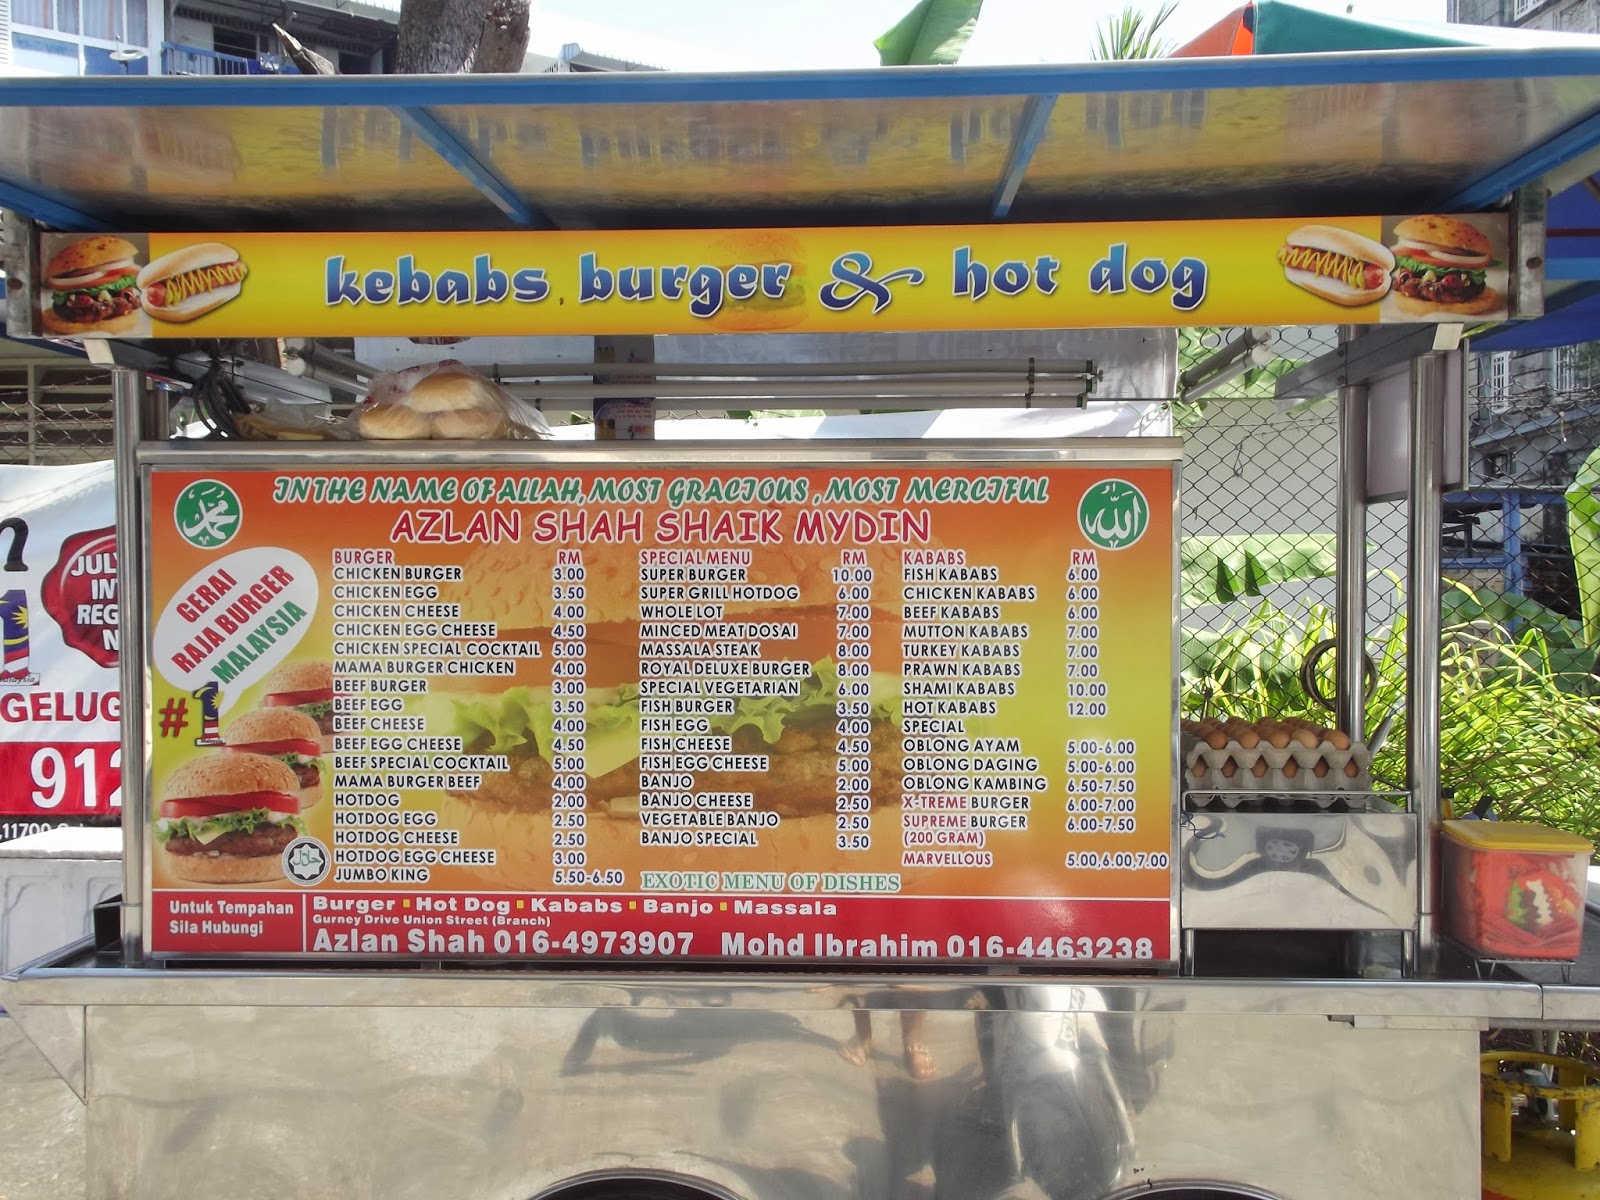 kebabs, burger & hot dog
محمد
IN THE NAME OF ALLAH, MOST GRACIOUS, MOST MERCIFUL
الله
AZLAN SHAH SHAIK MYDIN
GERAI
RAJA BURGER
MALAYSIA
#1
BURGER RM
CHICKEN BURGER 3.00
CHICKEN EGG 3.50
CHICKEN CHEESE 4.00
CHICKEN EGG CHEESE 4.50
CHICKEN SPECIAL COCKTAIL 5.00
MAMA BURGER CHICKEN 4.00
BEEF BURGER 3.00
BEEF EGG 3.50
BEEF CHEESE 4.00
BEEF EGG CHEESE 4.50
BEEF SPECIAL COCKTAIL 5.00
MAMA BURGER BEEF 4.00
HOTDOG 2.00
HOTDOG EGG 2.50
HOTDOG CHEESE 2.50
HOTDOG EGG CHEESE 3.00
JUMBO KING 5.50-6.50
حلال
SPECIAL MENU RM
SUPER BURGER 10.00
SUPER GRILL HOTDOG 6.00
WHOLE LOT 7.00
MINCED MEAT DOSAI 7.00
MASSALA STEAK 8.00
ROYAL DELUXE BURGER 8.00
SPECIAL VEGETARIAN 6.00
FISH BURGER 3.50
FISH EGG 4.00
FISH CHEESE 4.50
FISH EGG CHEESE 5.00
BANJO 2.00
BANJO CHEESE 2.50
VEGETABLE BANJO 2.50
BANJO SPECIAL 3.50
EXOTIC MENU OF DISHES
KABABS RM
FISH KABABS 6.00
CHICKEN KABABS 6.00
BEEF KABABS 6.00
MUTTON KABABS 7.00
TURKEY KABABS 7.00
PRAWN KABABS 7.00
SHAMI KABABS 10.00
HOT KABABS 12.00
SPECIAL
OBLONG AYAM 5.00-6.00
OBLONG DAGING 5.00-6.00
OBLONG KAMBING 6.50-7.50
X-TREME BURGER 6.00-7.00
SUPREME BURGER 6.00-7.50
(200 GRAM)
MARVELLOUS 5.00,6.00,7.00
Untuk Tempahan
Sila Hubungi
Burger Hot Dog Kababs Banjo Massala
Gurney Drive Union Street (Branch)
Azlan Shah 016-4973907 Mohd Ibrahim 016-4463238
JUL
IN
REG
N
GELUG
912
11700